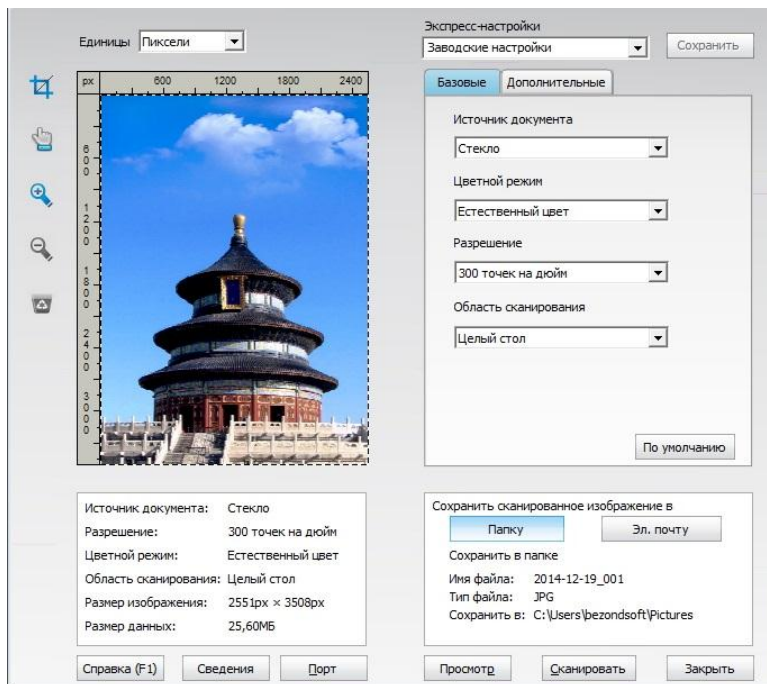 Единицы Пиксели
Экспресс-настройки
Заводские настройки Сохранить
px 600 1200 1800 2400
600
1200
1800
2400
3000
Базовые Дополнительные
Источник документа
Стекло
Цветной режим
Естественный цвет
Разрешение
300 точек на дюйм
Область сканирования
Целый стол
По умолчанию
Источник документа: Стекло
Разрешение: 300 точек на дюйм
Цветной режим: Естественный цвет
Область сканирования: Целый стол
Размер изображения: 2551px × 3508px
Размер данных: 25,60МБ
Сохранить сканированное изображение в
Папку Эл. почту
Сохранить в папке
Имя файла: 2014-12-19_001
Тип файла: JPG
Сохранить в: C:\Users\bezondsoft\Pictures
Справка (F1) Сведения Порт Просмотр Сканировать Закрыть